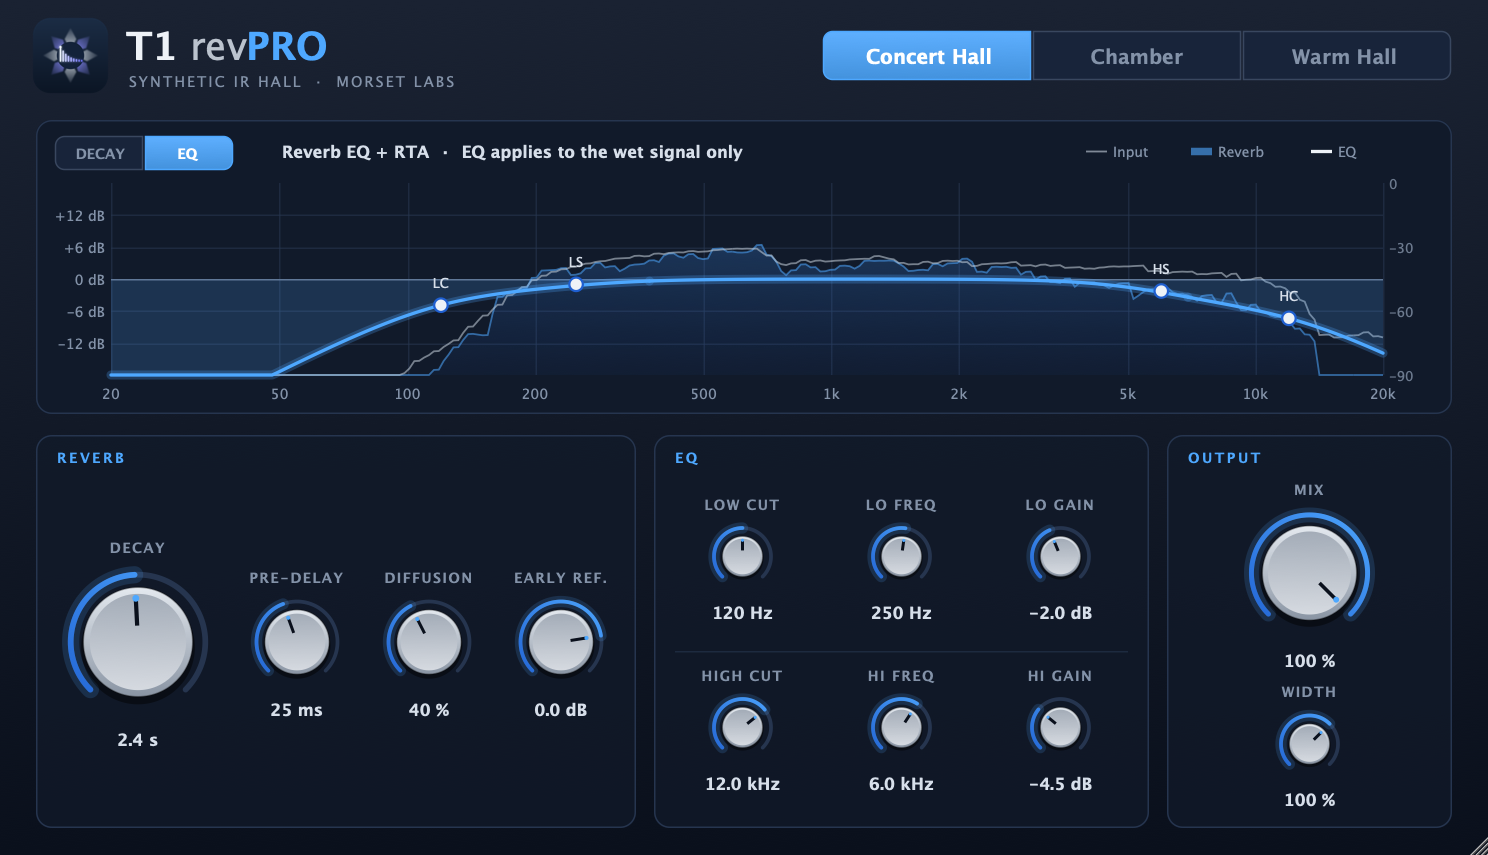 T1 revPRO
SYNTHETIC IR HALL · MORSET LABS
Concert Hall Chamber Warm Hall
DECAY EQ Reverb EQ + RTA · EQ applies to the wet signal only Input Reverb EQ
0
+12 dB
+6 dB -30
0 dB
-6 dB -60
-12 dB
-90
LC LS HS HC
20 50 100 200 500 1k 2k 5k 10k 20k
REVERB
DECAY PRE-DELAY DIFFUSION EARLY REF.
2.4 s 25 ms 40 % 0.0 dB
EQ
LOW CUT LO FREQ LO GAIN
120 Hz 250 Hz -2.0 dB
HIGH CUT HI FREQ HI GAIN
12.0 kHz 6.0 kHz -4.5 dB
OUTPUT
MIX
100 %
WIDTH
100 %